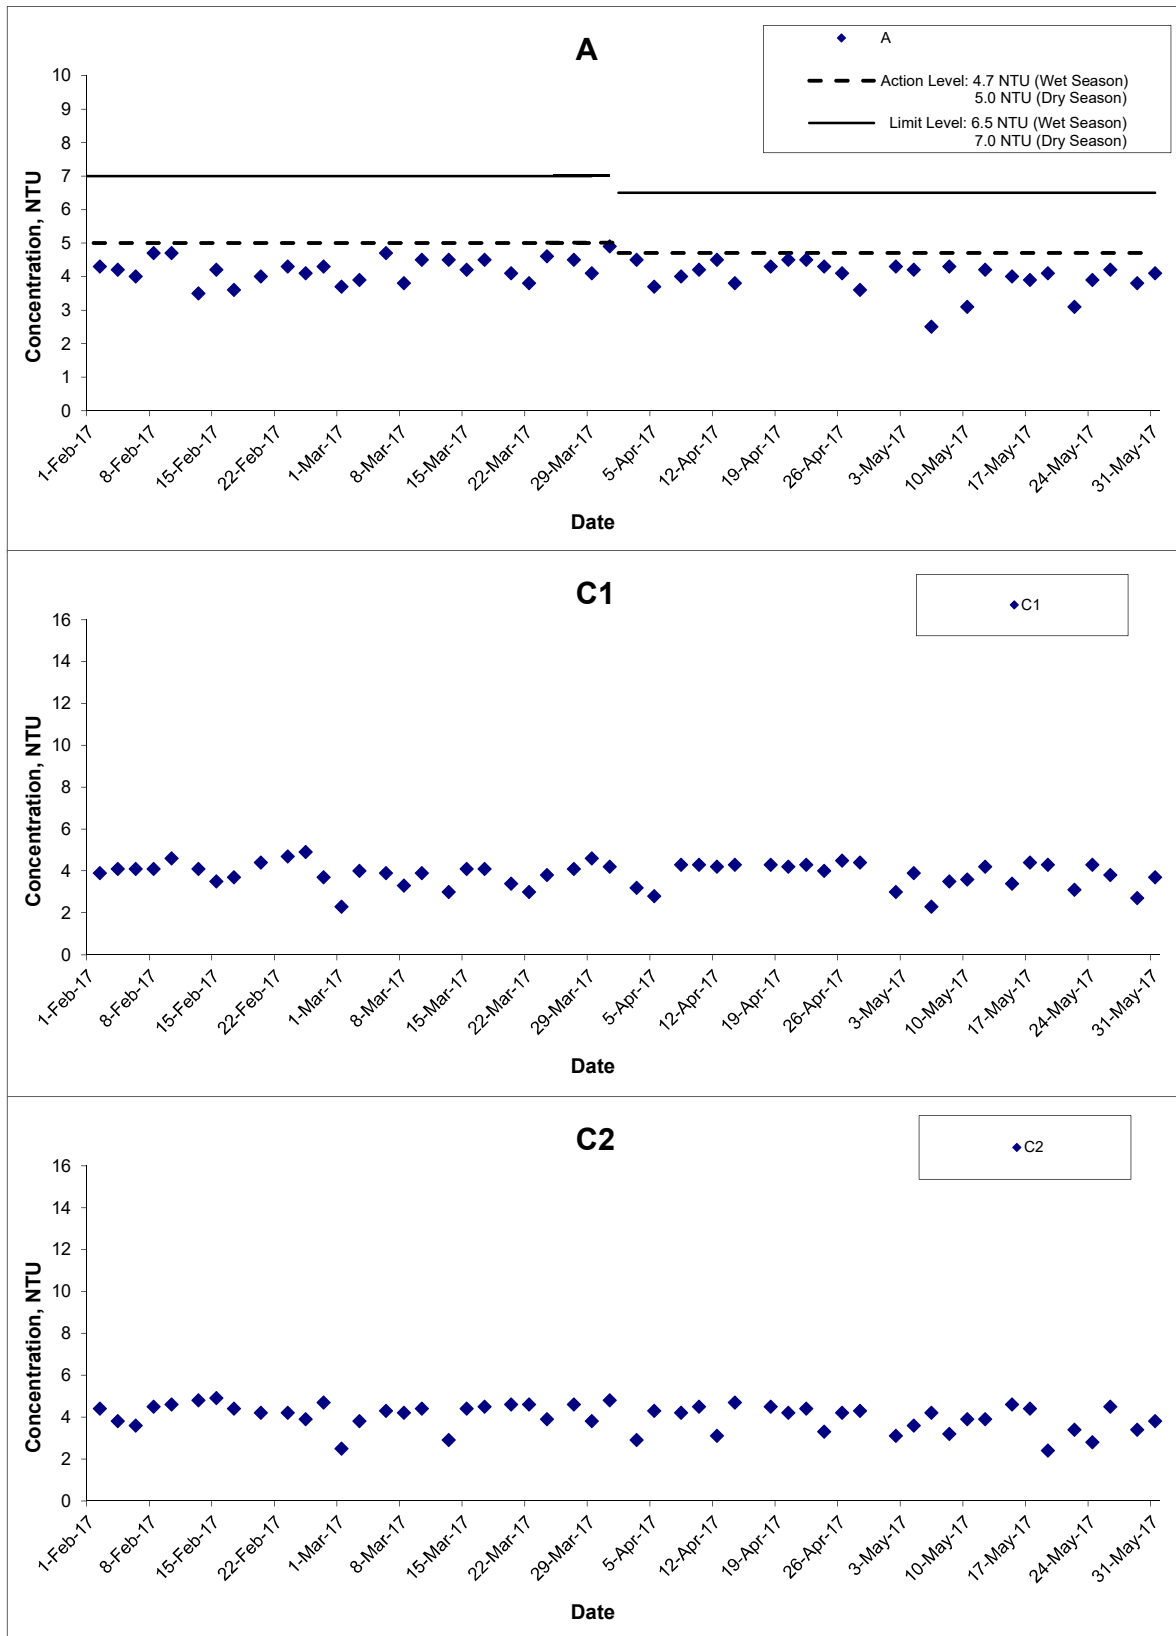 A
A
Action Level: 4.7 NTU (Wet Season)
5.0 NTU (Dry Season)
Limit Level: 6.5 NTU (Wet Season)
7.0 NTU (Dry Season)
Concentration, NTU
10
9
8
7
6
5
4
3
2
1
0
1-Feb-17
8-Feb-17
15-Feb-17
22-Feb-17
1-Mar-17
8-Mar-17
15-Mar-17
22-Mar-17
29-Mar-17
5-Apr-17
12-Apr-17
19-Apr-17
26-Apr-17
3-May-17
10-May-17
17-May-17
24-May-17
31-May-17
Date
C1
C1
Concentration, NTU
16
14
12
10
8
6
4
2
0
1-Feb-17
8-Feb-17
15-Feb-17
22-Feb-17
1-Mar-17
8-Mar-17
15-Mar-17
22-Mar-17
29-Mar-17
5-Apr-17
12-Apr-17
19-Apr-17
26-Apr-17
3-May-17
10-May-17
17-May-17
24-May-17
31-May-17
Date
C2
C2
Concentration, NTU
16
14
12
10
8
6
4
2
0
1-Feb-17
8-Feb-17
15-Feb-17
22-Feb-17
1-Mar-17
8-Mar-17
15-Mar-17
22-Mar-17
29-Mar-17
5-Apr-17
12-Apr-17
19-Apr-17
26-Apr-17
3-May-17
10-May-17
17-May-17
24-May-17
31-May-17
Date